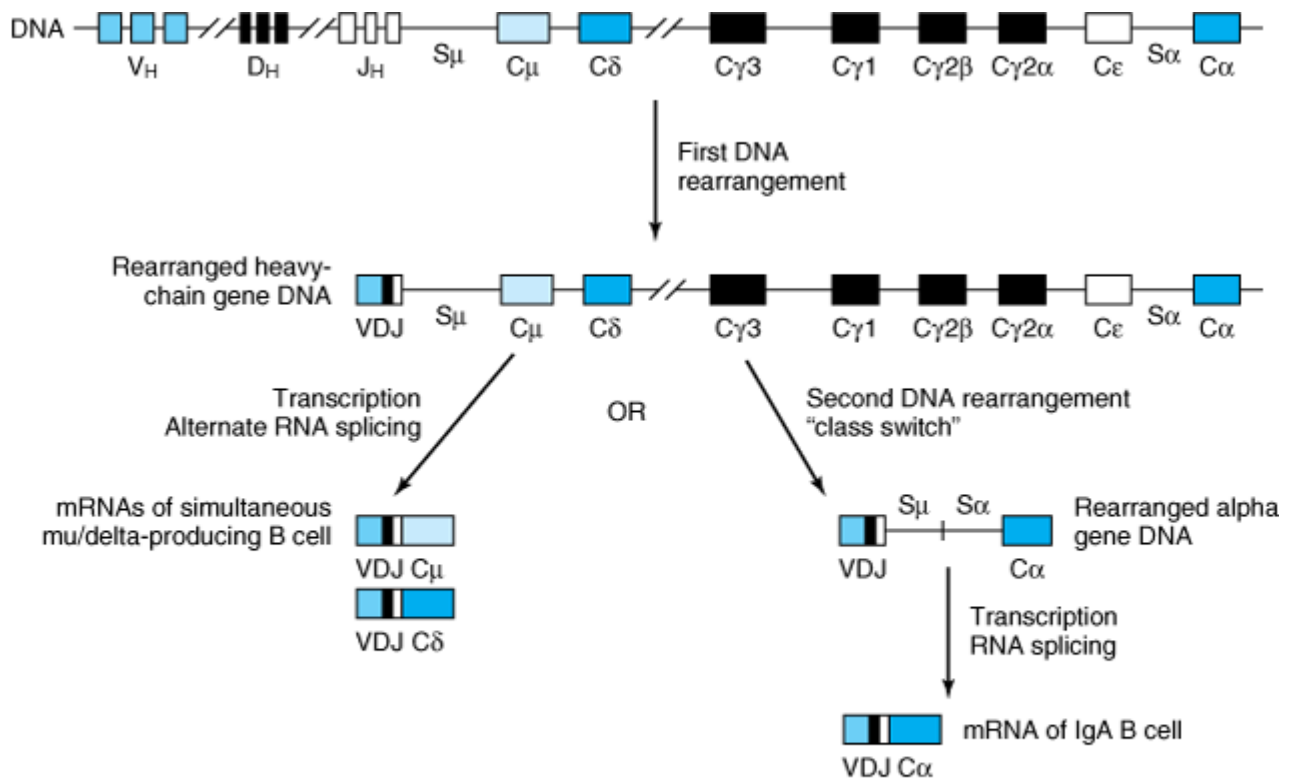 DNA
Sμ Sα
V_H D_H J_H Cμ Cδ Cγ3 Cγ1 Cγ2β Cγ2α Cε Cα
First DNA
rearrangement
Rearranged heavy-
chain gene DNA
VDJ Sμ Cμ Cδ Cγ3 Cγ1 Cγ2β Cγ2α Cε Sα Cα
Transcription
Alternate RNA splicing
OR
Second DNA rearrangement
“class switch”
mRNAs of simultaneous
mu/delta-producing B cell
VDJ Cμ
VDJ Cδ
Sμ Sα
Rearranged alpha
gene DNA
VDJ Cα
Transcription
RNA splicing
mRNA of IgA B cell
VDJ Cα